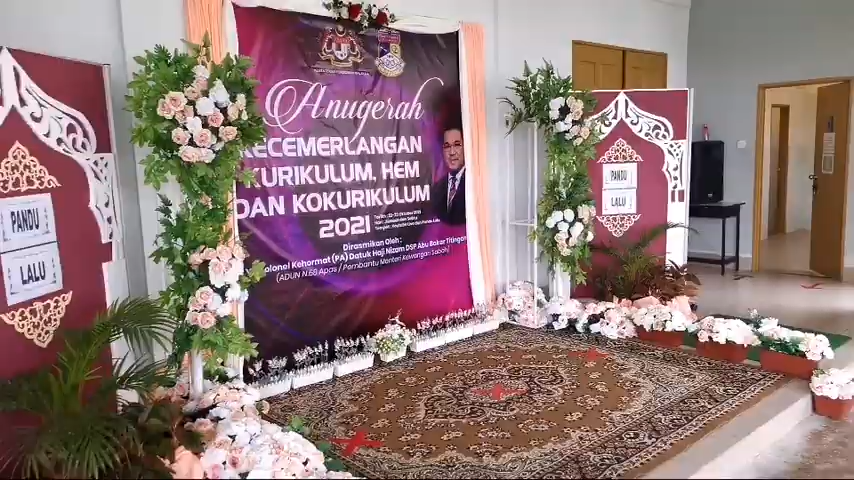 Anugerah
KECEMERLANGAN
KURIKULUM, HEM
DAN KOKURIKULUM
2021
Dirasmikan Oleh :
Kolonel Kehormat (PA) Datuk Haji Nizam DSP Abu Bakar Titingan
(ADUN N.66 Apas / Pembantu Menteri Kewangan Sabah)
PANDU
LALU
PANDU
LALU